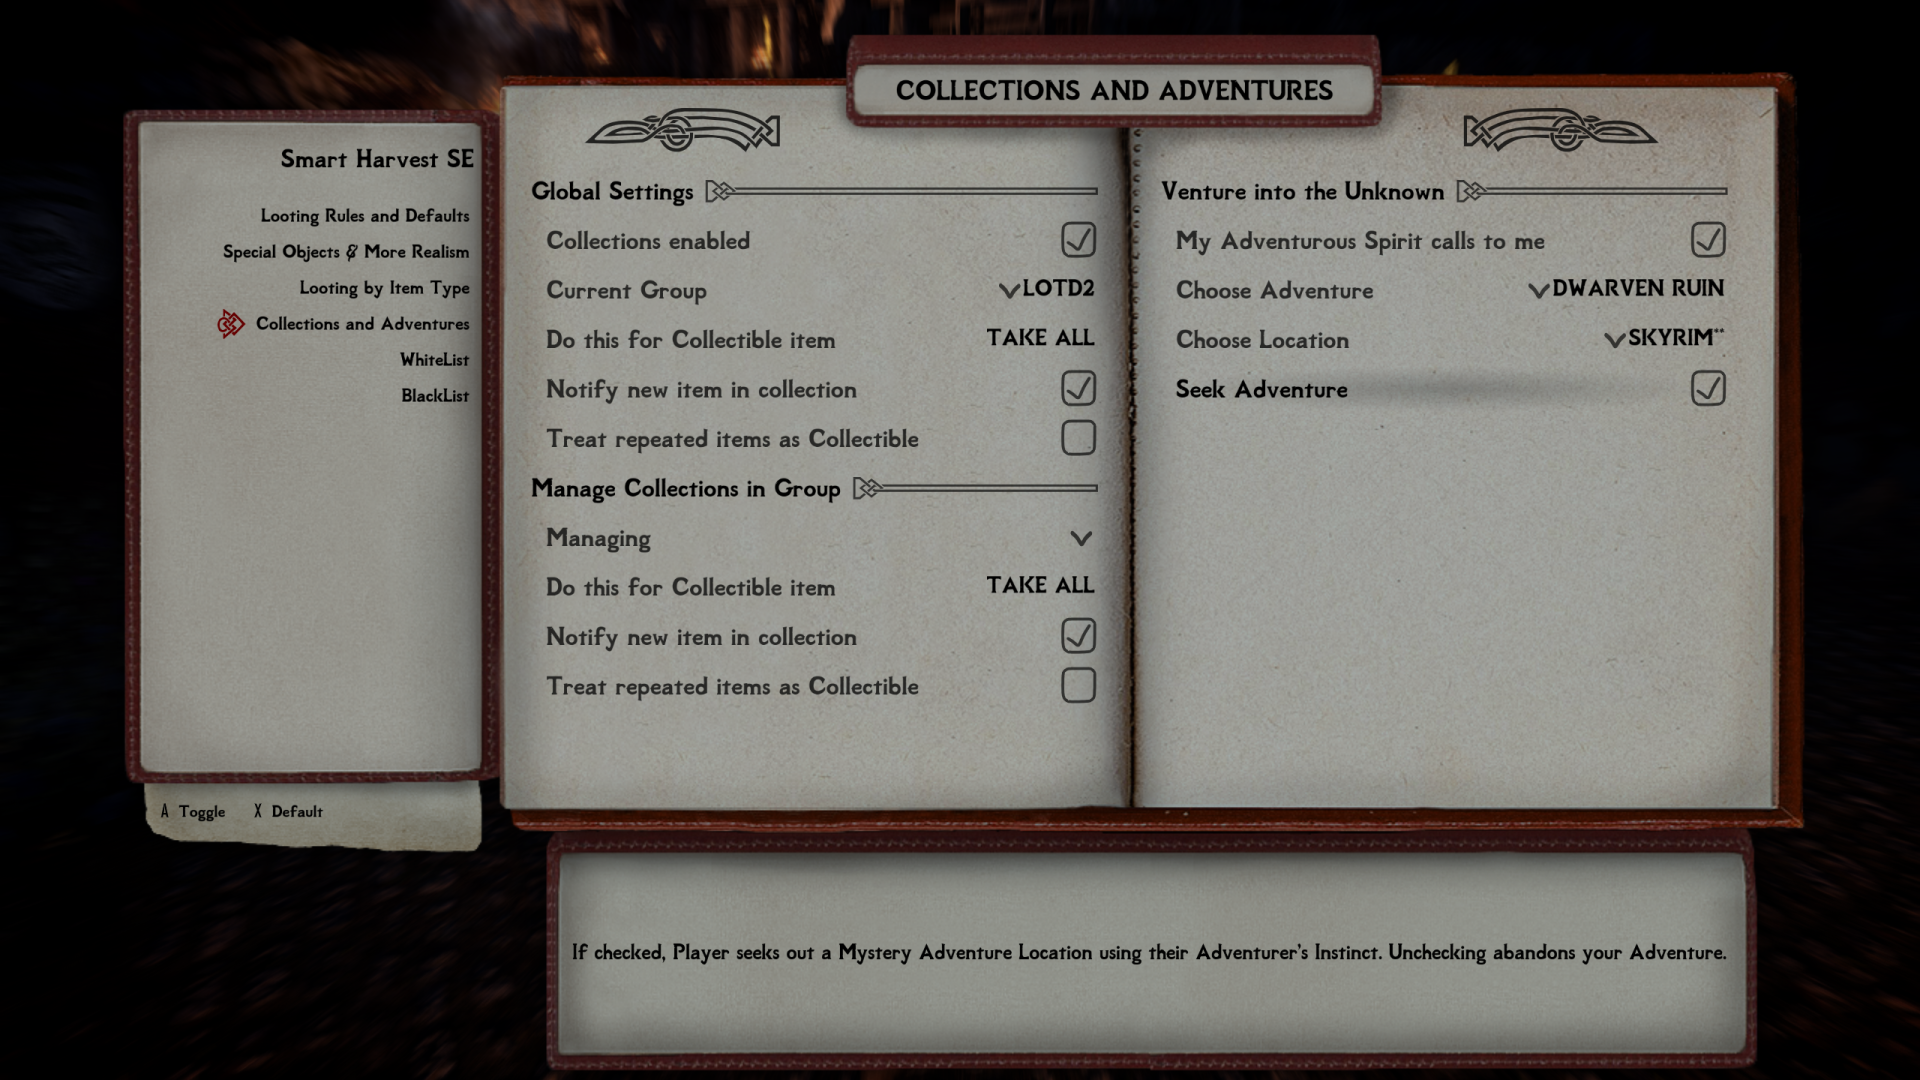 COLLECTIONS AND ADVENTURES
Smart Harvest SE
Looting Rules and Defaults
Special Objects & More Realism
Looting by Item Type
Collections and Adventures
WhiteList
BlackList
A Toggle X Default
Global Settings
Collections enabled
Current Group LOTD2
Do this for Collectible item TAKE ALL
Notify new item in collection
Treat repeated items as Collectible
Manage Collections in Group
Managing
Do this for Collectible item TAKE ALL
Notify new item in collection
Treat repeated items as Collectible
Venture into the Unknown
My Adventurous Spirit calls to me
Choose Adventure DWARVEN RUIN
Choose Location SKYRIM**
Seek Adventure
If checked, Player seeks out a Mystery Adventure Location using their Adventurer's Instinct. Unchecking abandons your Adventure.